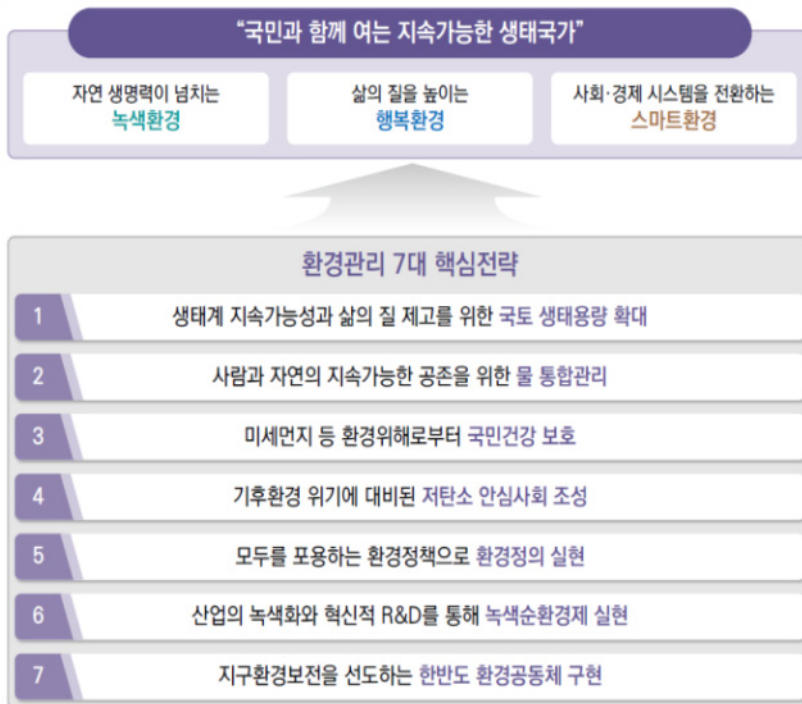 “국민과 함께 여는 지속가능한 생태국가”
자연 생명력이 넘치는
녹색환경
삶의 질을 높이는
행복환경
사회·경제 시스템을 전환하는
스마트환경
환경관리 7대 핵심전략
1 생태계 지속가능성과 삶의 질 제고를 위한 국토 생태용량 확대
2 사람과 자연의 지속가능한 공존을 위한 물 통합관리
3 미세먼지 등 환경위해로부터 국민건강 보호
4 기후환경 위기에 대비된 저탄소 안심사회 조성
5 모두를 포용하는 환경정책으로 환경정의 실현
6 산업의 녹색화와 혁신적 R&D를 통해 녹색순환경제 실현
7 지구환경보전을 선도하는 한반도 환경공동체 구현